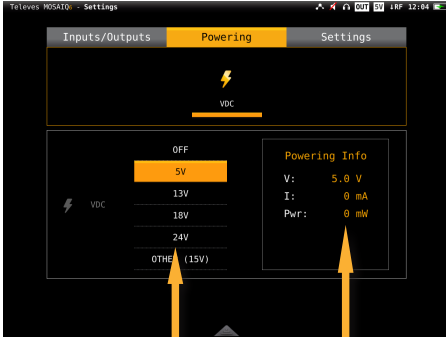 Televes MOSAIQ6 - Settings OUT 5V ↓RF 12:04
Inputs/Outputs Powering Settings
VDC
OFF
5V
VDC
13V
18V
24V
OTHER (15V)
Powering Info
V: 5.0 V
I: 0 mA
Pwr: 0 mW